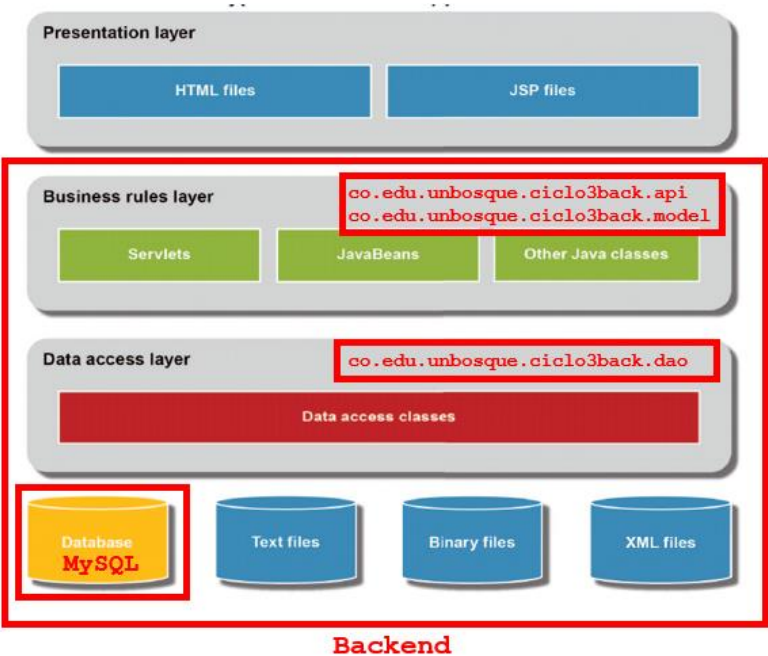 Presentation layer
HTML files
JSP files
Business rules layer
co.edu.unbosque.ciclo3back.api
co.edu.unbosque.ciclo3back.model
Servlets
JavaBeans
Other Java classes
Data access layer
co.edu.unbosque.ciclo3back.dao
Data access classes
Database
MySQL
Text files
Binary files
XML files
Backend